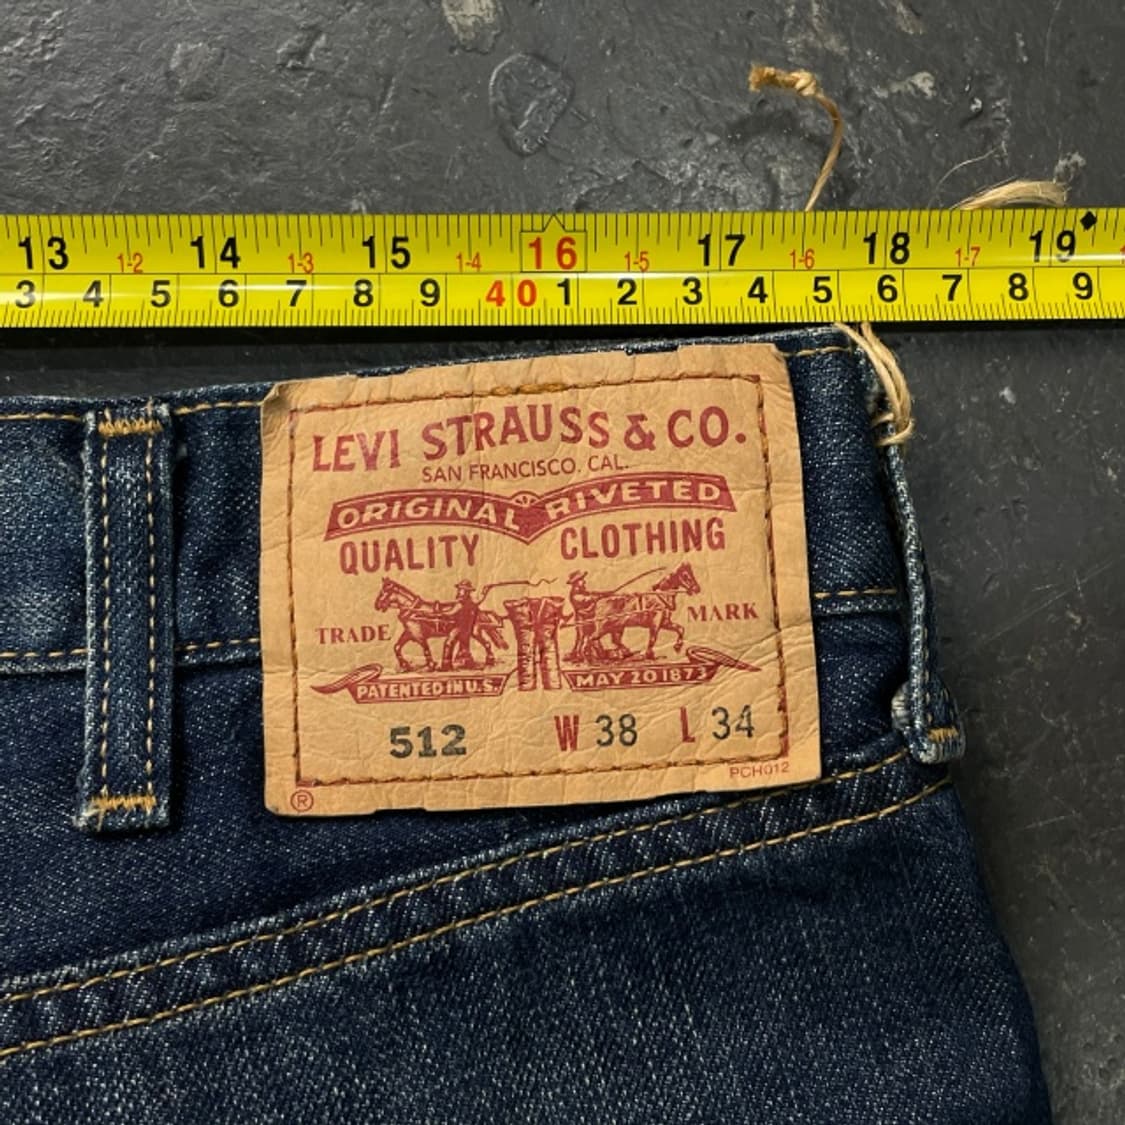 13 1-2 14 1-3 15 1-4 16 1-5 17 1-6 18 1-7 19
3 4 5 6 7 8 9 40 1 2 3 4 5 6 7 8 9
LEVI STRAUSS & CO.
SAN FRANCISCO, CAL.
ORIGINAL RIVETED
QUALITY CLOTHING
TRADE MARK
PATENTED IN U.S. MAY 20 1873
512 W 38 L 34
PCH012
®